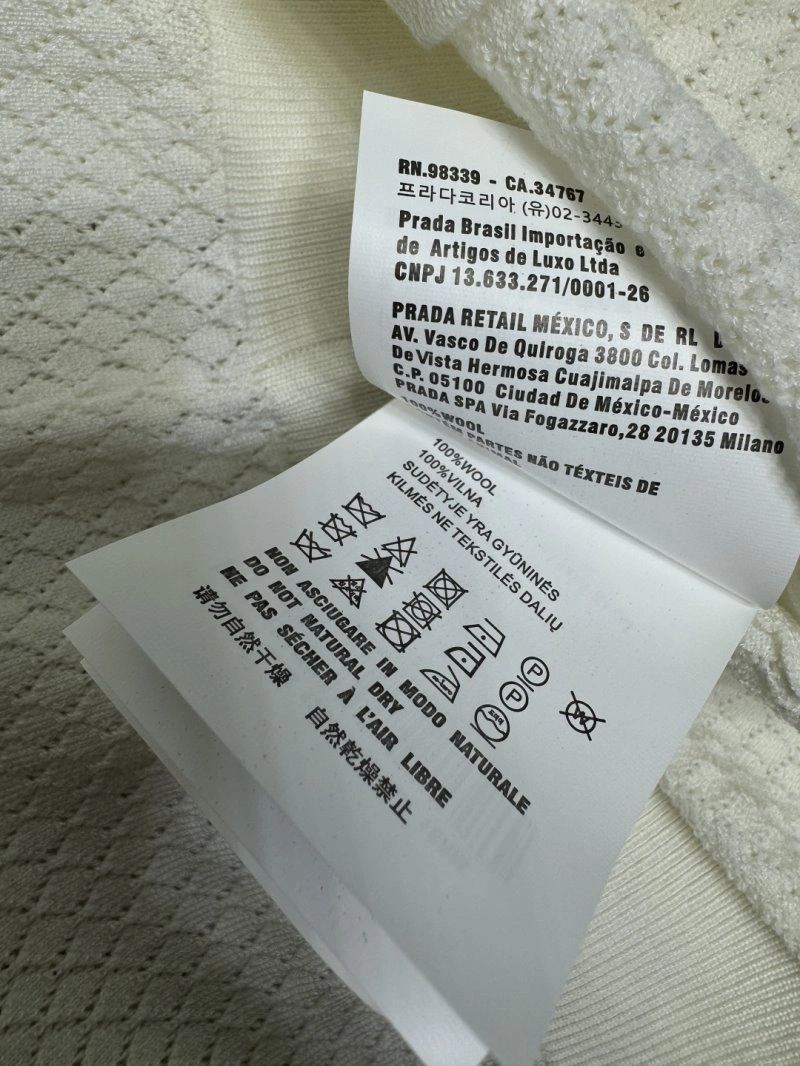 RN.98339 - CA.34767
프라다코리아 (유)02-344
Prada Brasil Importação e
de Artigos de Luxo Ltda
CNPJ 13.633.271/0001-26
PRADA RETAIL MÉXICO, S DE RL
AV. Vasco De Quiroga 3800 Col. Lomas
De Vista Hermosa Cuajimalpa De Morelos
C.P. 05100 Ciudad De México-México
PRADA SPA Via Fogazzaro,28 20135 Milano
100%WOOL
PARTES NÃO TÉXTEIS DE
100%WOOL
100%VILNA
SUDĖTYJE YRA GYŪNINĖS
KILMĖS NE TEKSTILĖS DALIŲ
P
P
NON ASCIUGARE IN MODO NATURALE
DO NOT NATURAL DRY
NE PAS SÉCHER À L'AIR LIBRE
请勿自然干燥 自然乾燥禁止